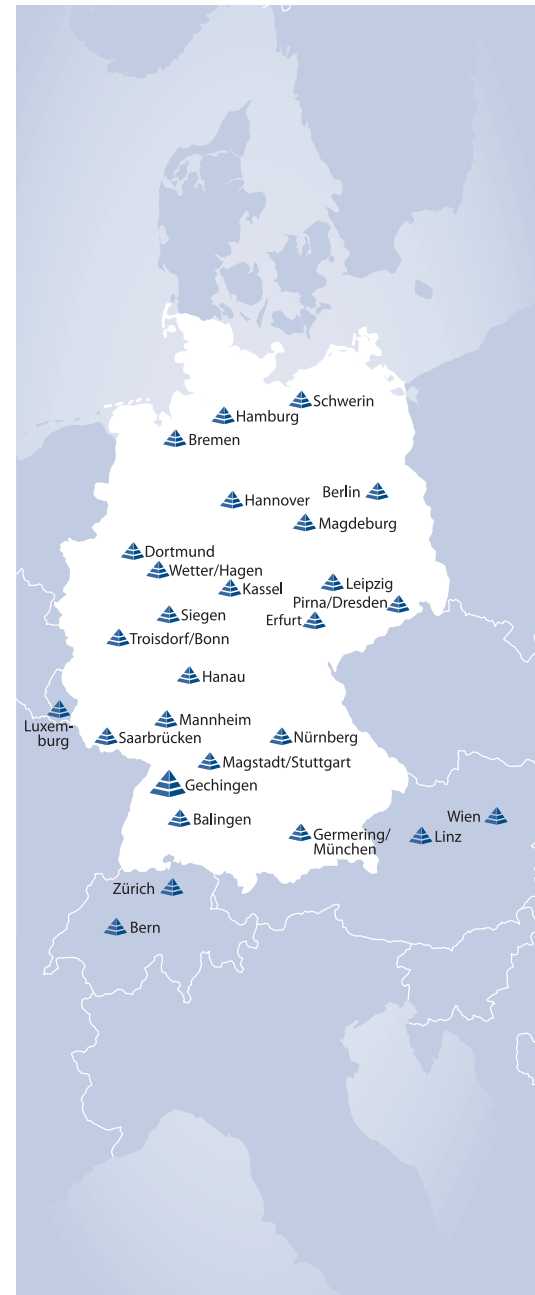 Schwerin
Hamburg
Bremen
Berlin
Hannover
Magdeburg
Dortmund
Wetter/Hagen
Kassel
Leipzig
Pirna/Dresden
Siegen
Erfurt
Troisdorf/Bonn
Hanau
Luxem-
burg
Mannheim
Saarbrücken
Nürnberg
Magstadt/Stuttgart
Gechingen
Balingen
Germering/
München
Wien
Linz
Zürich
Bern